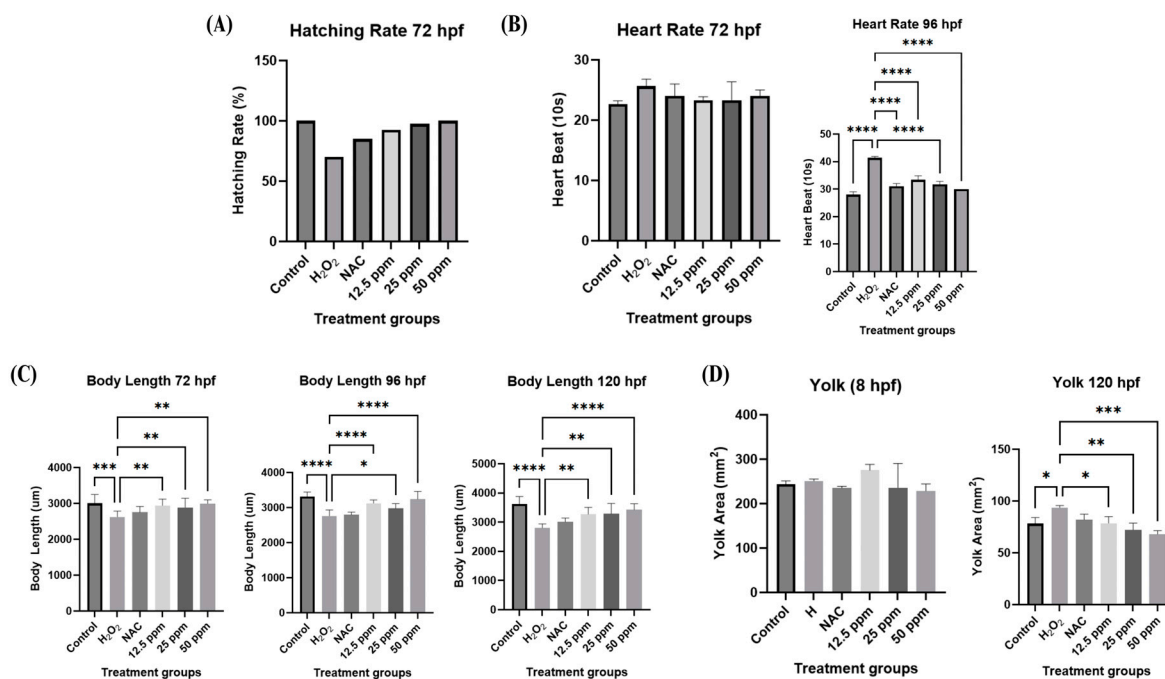 (A)
Hatching Rate 72 hpf
Hatching Rate (%)
150
100
50
0
Control
H₂O₂
NAC
12.5 ppm
25 ppm
50 ppm
Treatment groups
(B)
Heart Rate 72 hpf
Heart Beat (10s)
30
20
10
0
Control
H₂O₂
NAC
12.5 ppm
25 ppm
50 ppm
Treatment groups
Heart Rate 96 hpf
****
****
****
**** ****
Heart Beat (10s)
50
40
30
20
10
0
Control
H₂O₂
NAC
12.5 ppm
25 ppm
50 ppm
Treatment groups
(C)
Body Length 72 hpf
**
**
*** **
Body Length (um)
4000
3000
2000
1000
0
Control
H₂O₂
NAC
12.5 ppm
25 ppm
50 ppm
Treatment groups
Body Length 96 hpf
****
****
**** *
Body Length (um)
4000
3000
2000
1000
0
Control
H₂O₂
NAC
12.5 ppm
25 ppm
50 ppm
Treatment groups
Body Length 120 hpf
****
**
**** **
Body Length (um)
5000
4000
3000
2000
1000
0
Control
H₂O₂
NAC
12.5 ppm
25 ppm
50 ppm
Treatment groups
(D)
Yolk (8 hpf)
Yolk Area (mm²)
400
300
200
100
0
Control
H
NAC
12.5 ppm
25 ppm
50 ppm
Treatment groups
Yolk 120 hpf
***
**
* *
Yolk Area (mm²)
150
100
50
0
Control
H₂O₂
NAC
12.5 ppm
25 ppm
50 ppm
Treatment groups